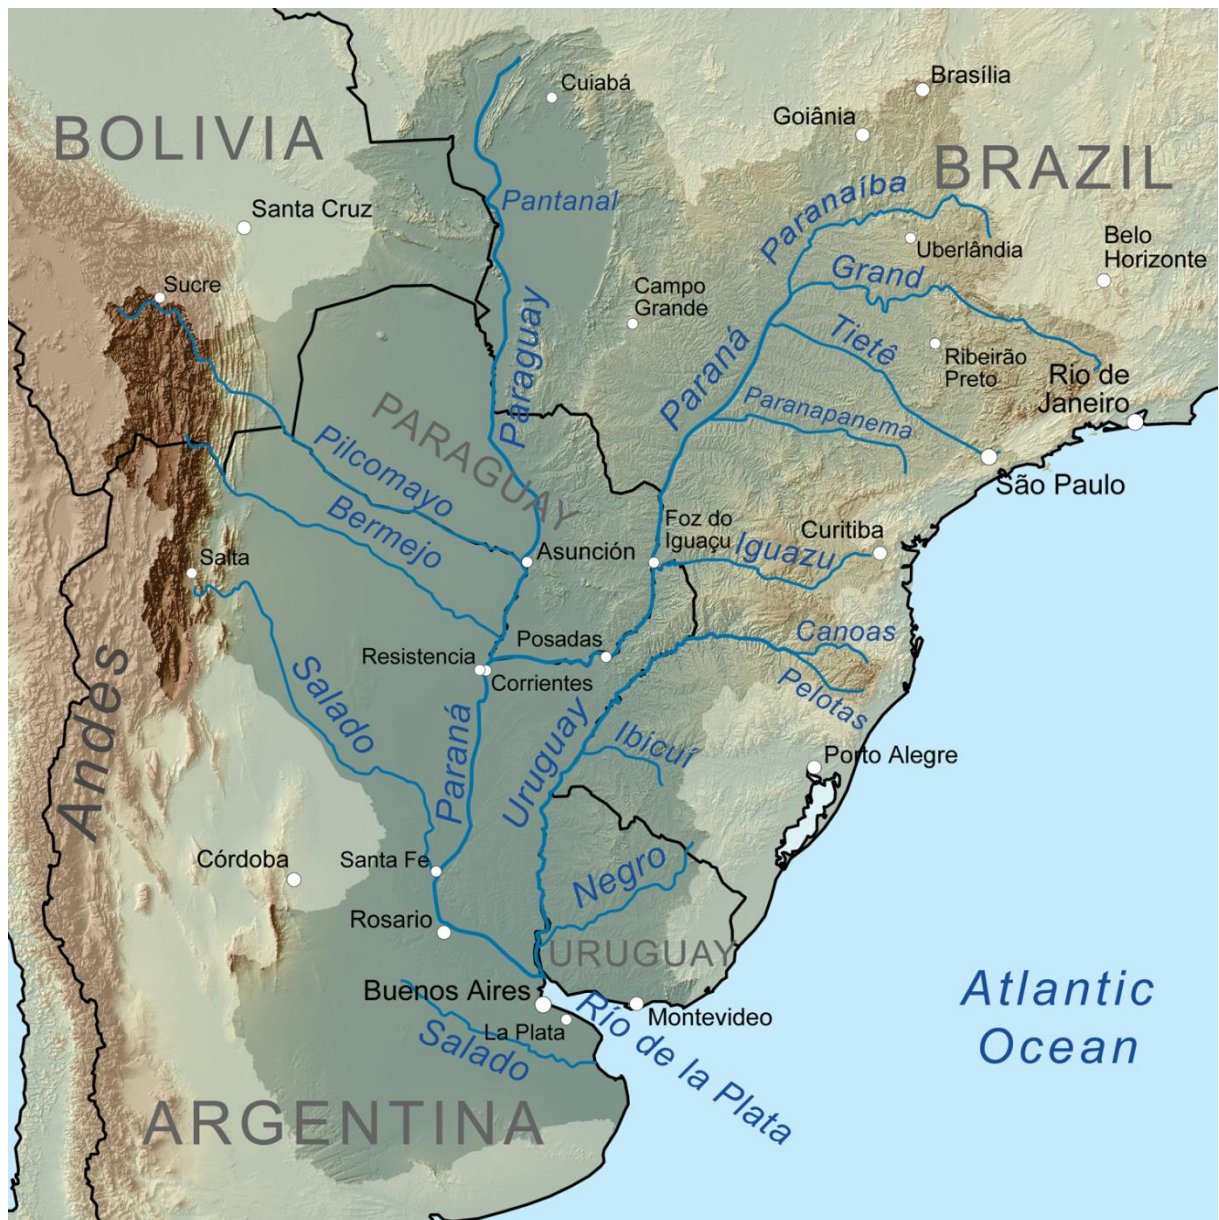 Brasília
Cuiabá
Goiânia
BOLIVIA
BRAZIL
Paranaíba
Pantanal
Santa Cruz
Uberlândia
Belo
Horizonte
Grand
Sucre
Campo
Grande
Tietê
Paraguay
Paraná
Ribeirão
Preto
Rio de
Janeiro
Paranapanema
PARAGUAY
Pilcomayo
São Paulo
Bermejo
Foz do
Iguaçu
Curitiba
Iguazu
Asunción
Salta
Posadas
Canoas
Resistencia
Corrientes
Pelotas
Salado
Andes
Paraná
Uruguay
Ibicuí
Porto Alegre
Córdoba
Santa Fe
Negro
Rosario
URUGUAY
Buenos Aires
Atlantic
Ocean
La Plata
Montevideo
Salado
Río de la Plata
ARGENTINA